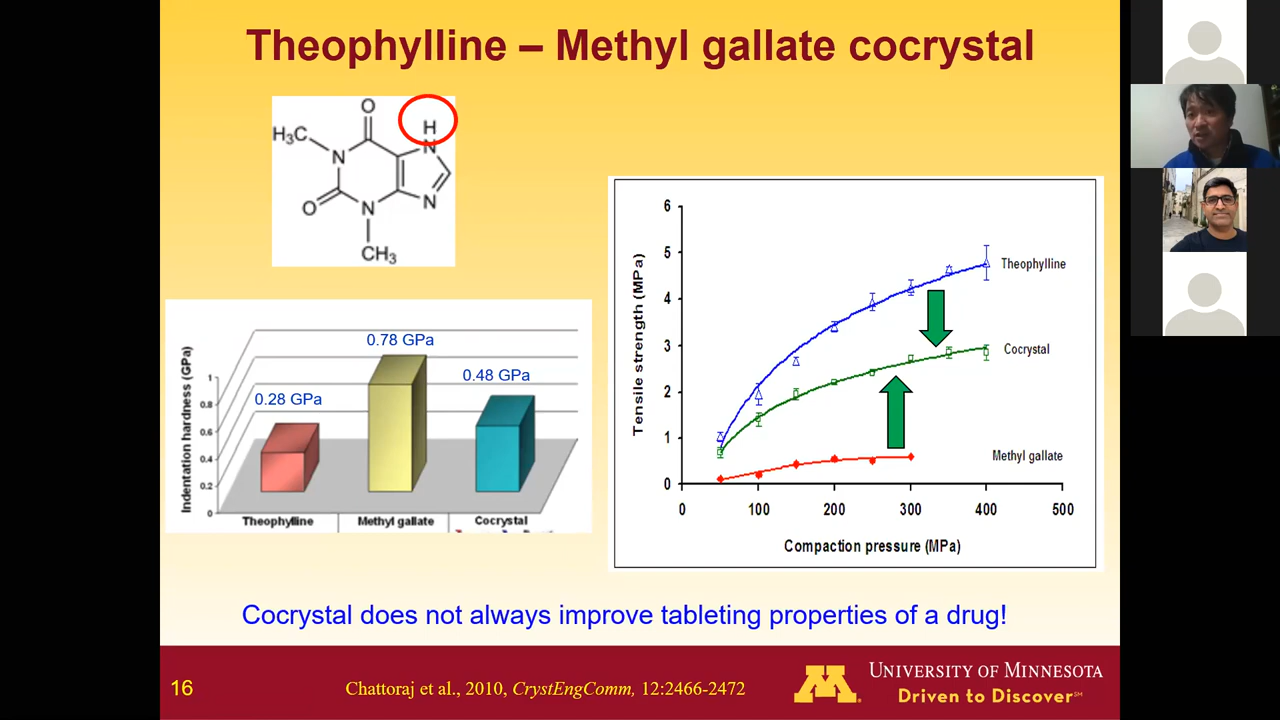 Theophylline – Methyl gallate cocrystal
O
H
H₃C
N
N
O
N
N
CH₃
Indentation hardness (GPa)
1
0.8
0.6
0.4
0.2
0
0.28 GPa
0.78 GPa
0.48 GPa
Theophylline
Methyl gallate
Cocrystal
Tensile strength (MPa)
6
5
4
3
2
1
0
Theophylline
Cocrystal
Methyl gallate
0
100
200
300
400
500
Compaction pressure (MPa)
Cocrystal does not always improve tableting properties of a drug!
16
Chattoraj et al., 2010, CrystEngComm, 12:2466-2472
M
UNIVERSITY OF MINNESOTA
Driven to Discover℠